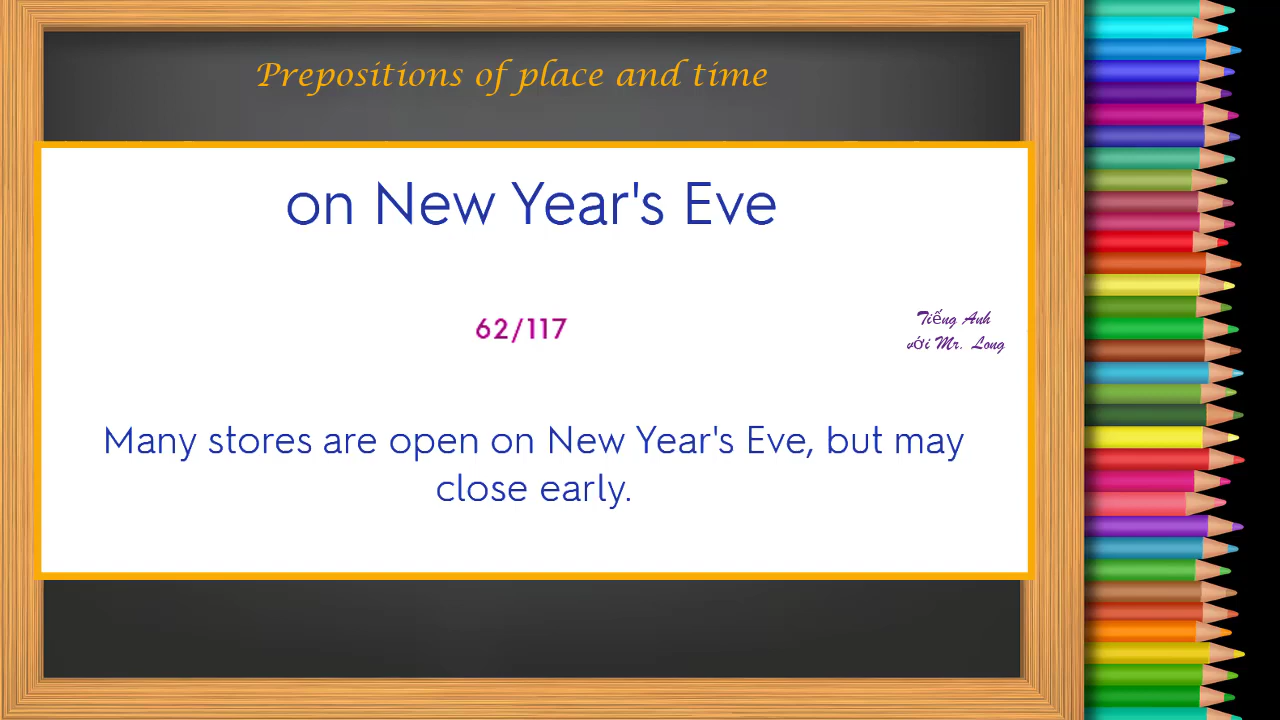 Prepositions of place and time
on New Year's Eve
62/117
Tiếng Anh
với Mr. Long
Many stores are open on New Year's Eve, but may
close early.